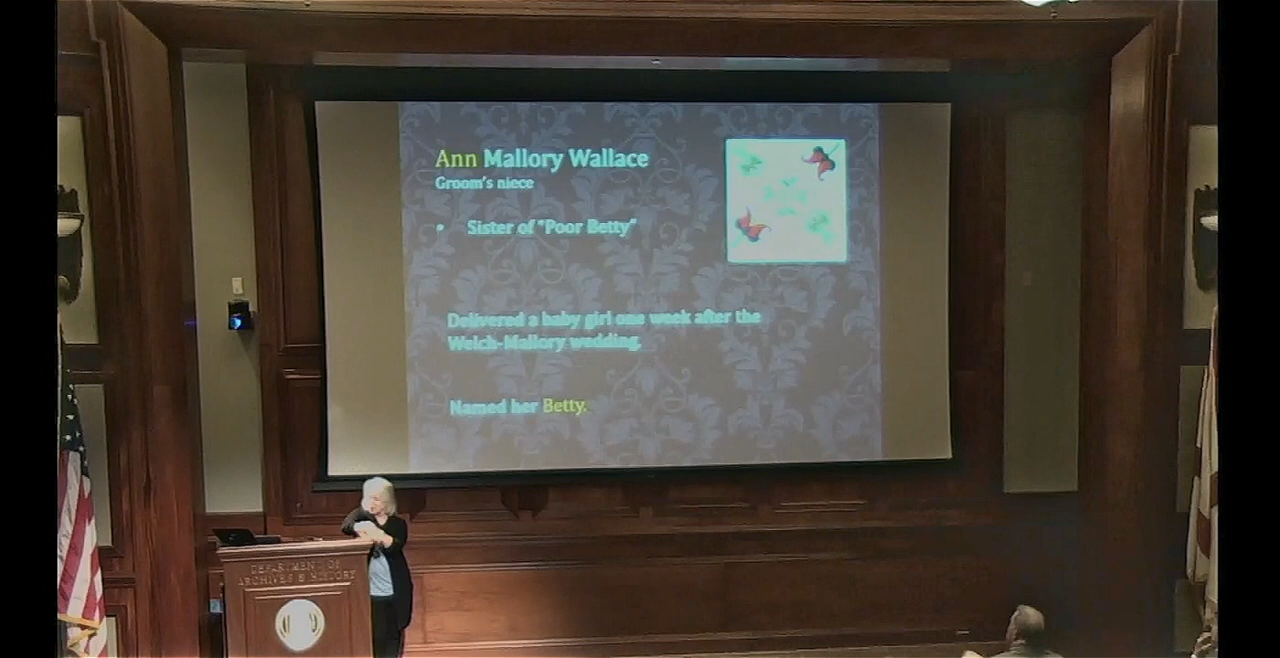 Ann Mallory Wallace
Groom's niece
• Sister of "Poor Betty"
Delivered a baby girl one week after the
Welch-Mallory wedding.
Named her Betty.
DEPARTMENT OF
ARCHIVES & HISTORY